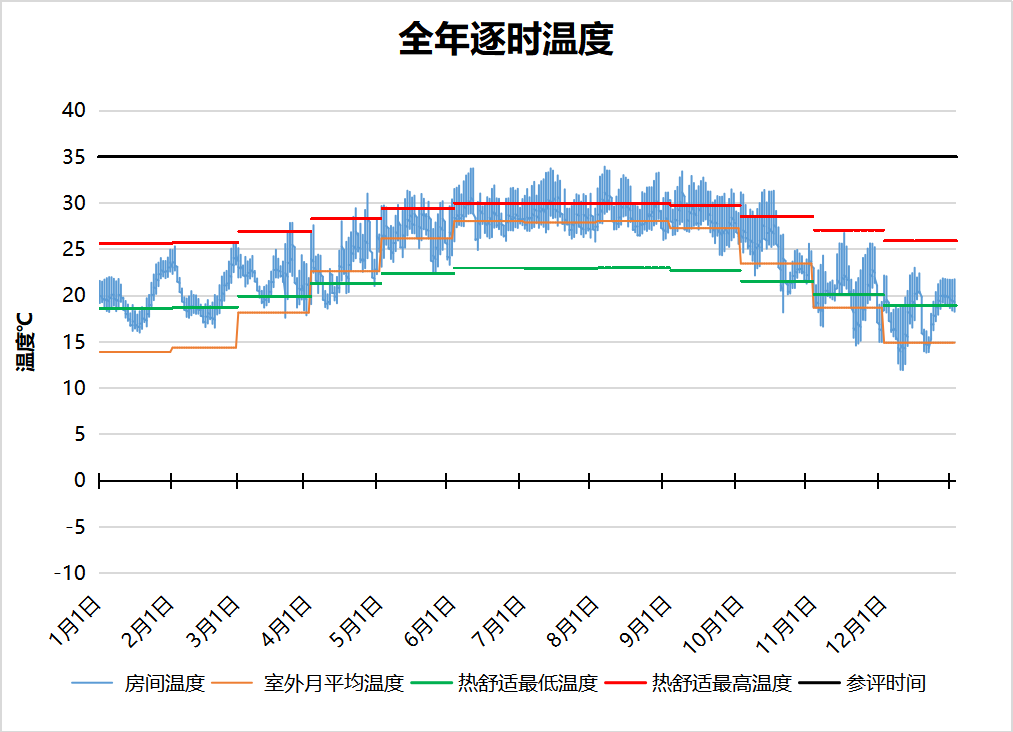 全年逐时温度
40
35
30
25
20
15
10
5
0
-5
-10
温度℃
1月1日
2月1日
3月1日
4月1日
5月1日
6月1日
7月1日
8月1日
9月1日
10月1日
11月1日
12月1日
房间温度
室外月平均温度
热舒适最低温度
热舒适最高温度
参评时间